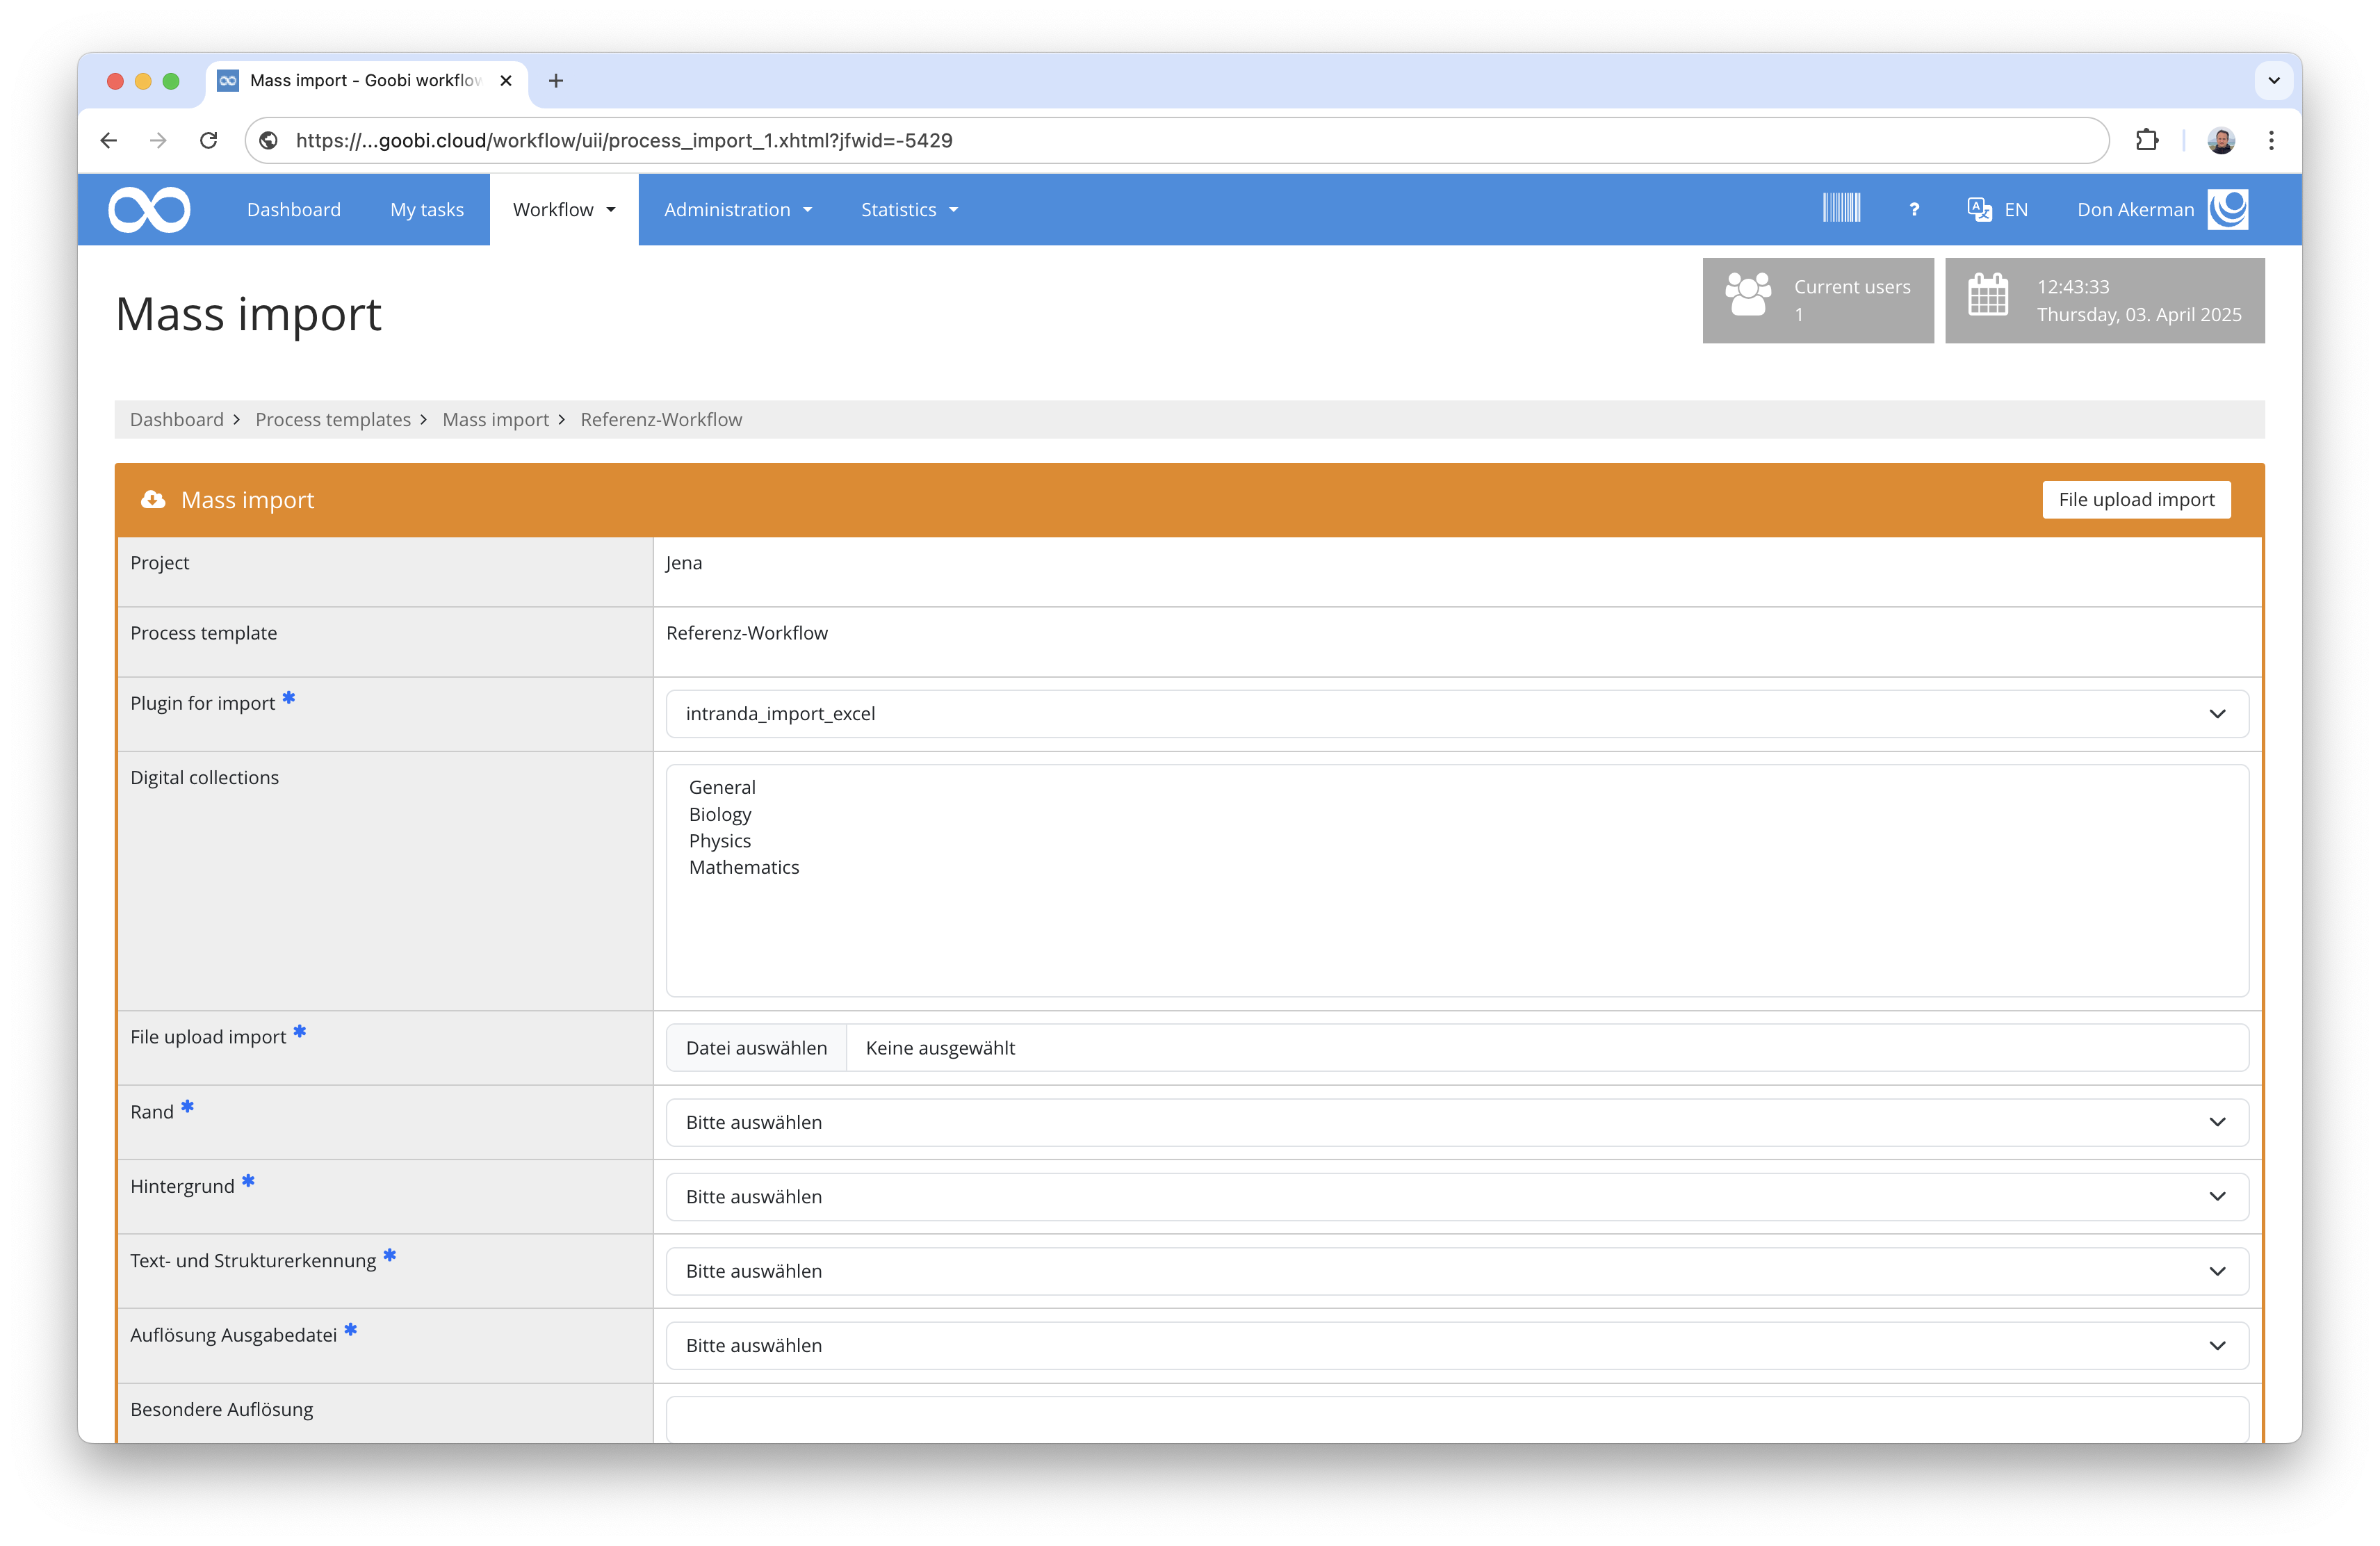 Mass import - Goobi workflow
https://...goobi.cloud/workflow/uii/process_import_1.xhtml?jfwid=-5429
Dashboard My tasks Workflow Administration Statistics ? EN Don Akerman
Mass import
Current users
1
12:43:33
Thursday, 03. April 2025
Dashboard > Process templates > Mass import > Referenz-Workflow
Mass import File upload import
Project Jena
Process template Referenz-Workflow
Plugin for import * intranda_import_excel
Digital collections
General
Biology
Physics
Mathematics
File upload import * Datei auswählen Keine ausgewählt
Rand * Bitte auswählen
Hintergrund * Bitte auswählen
Text- und Strukturerkennung * Bitte auswählen
Auflösung Ausgabedatei * Bitte auswählen
Besondere Auflösung